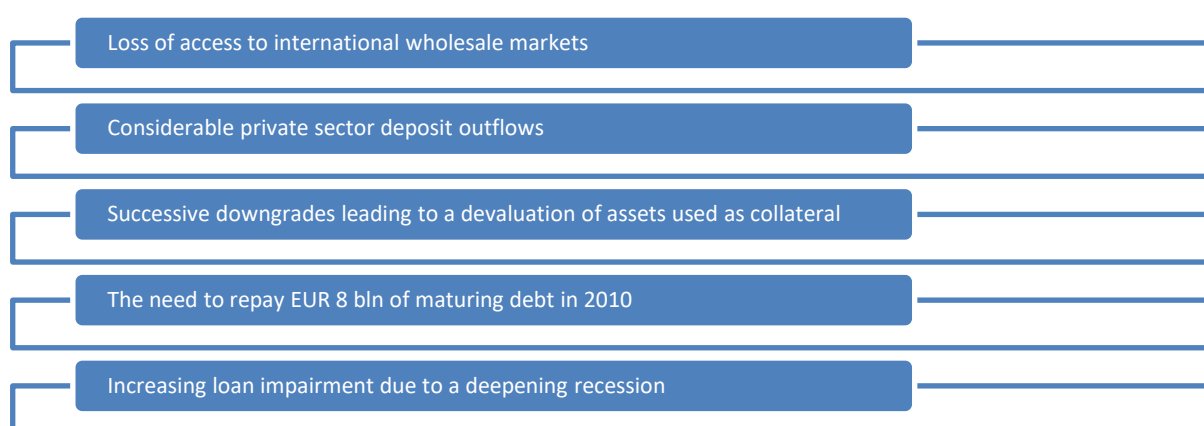 Loss of access to international wholesale markets
Considerable private sector deposit outflows
Successive downgrades leading to a devaluation of assets used as collateral
The need to repay EUR 8 bln of maturing debt in 2010
Increasing loan impairment due to a deepening recession